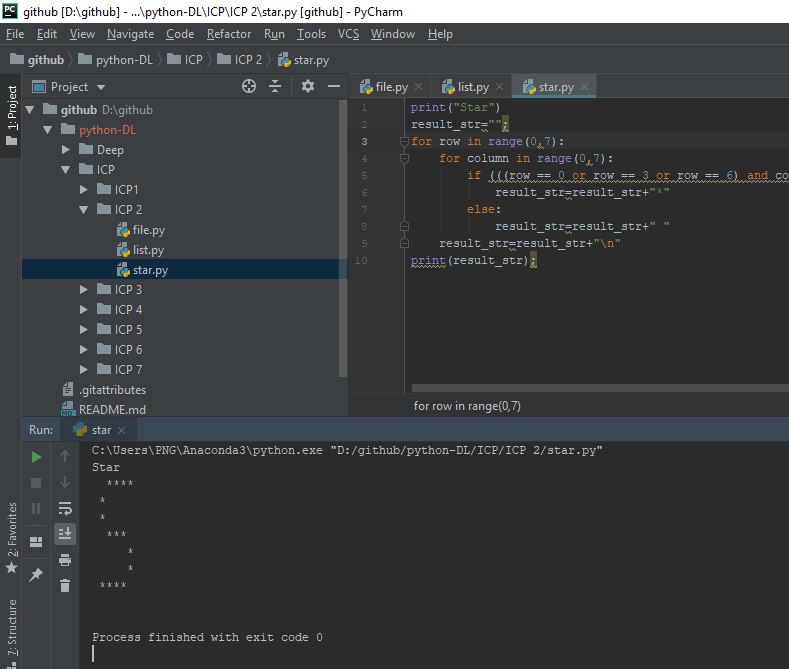 PC github [D:\github] - ...\python-DL\ICP\ICP 2\star.py [github] - PyCharm
File Edit View Navigate Code Refactor Run Tools VCS Window Help
github python-DL ICP ICP 2 star.py
1: Project
Project
github D:\github
python-DL
Deep
ICP
ICP1
ICP 2
file.py
list.py
star.py
ICP 3
ICP 4
ICP 5
ICP 6
ICP 7
.gitattributes
README.md
file.py list.py star.py
1 print("Star")
2 result_str="";
3 for row in range(0,7):
4     for column in range(0,7):
5         if (((row == 0 or row == 3 or row == 6) and co
6             result_str=result_str+"*"
7         else:
8             result_str=result_str+" "
9     result_str=result_str+"\n"
10 print(result_str);
for row in range(0,7)
Run: star
2: Favorites
7: Structure
C:\Users\PNG\Anaconda3\python.exe "D:/github/python-DL/ICP/ICP 2/star.py"
Star
  ****
 *
 *
  ***
     *
     *
 ****
Process finished with exit code 0